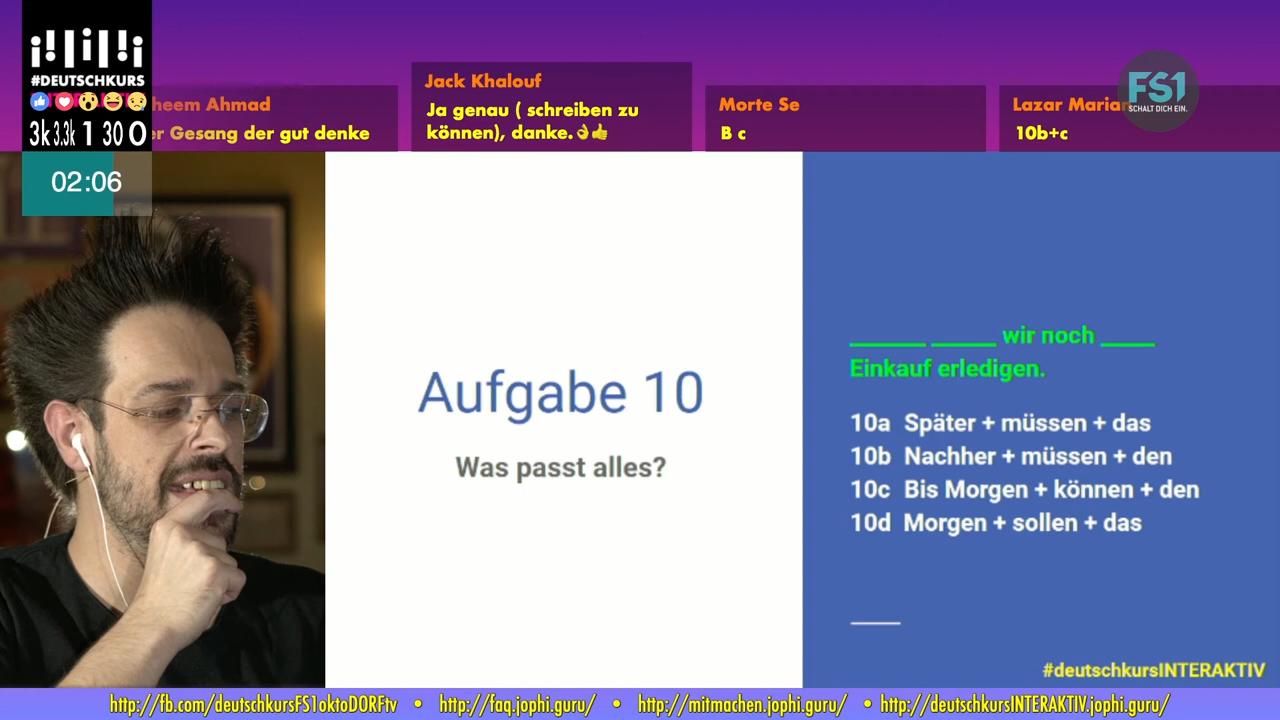 #DEUTSCHKURS
3k 3.3k 1 30 0
02:06
heem Ahmad
er Gesang der gut denke
Jack Khalouf
Ja genau ( schreiben zu
können), danke.👌👍
Morte Se
B c
Lazar Marian
10b+c
FS1
SCHALT DICH EIN.
Aufgabe 10
Was passt alles?
______ _____ wir noch ____
Einkauf erledigen.
10a Später + müssen + das
10b Nachher + müssen + den
10c Bis Morgen + können + den
10d Morgen + sollen + das
#deutschkursINTERAKTIV
http://fb.com/deutschkursFS1oktoDORFtv • http://faq.jophi.guru/ • http://mitmachen.jophi.guru/ • http://deutschkursINTERAKTIV.jophi.guru/